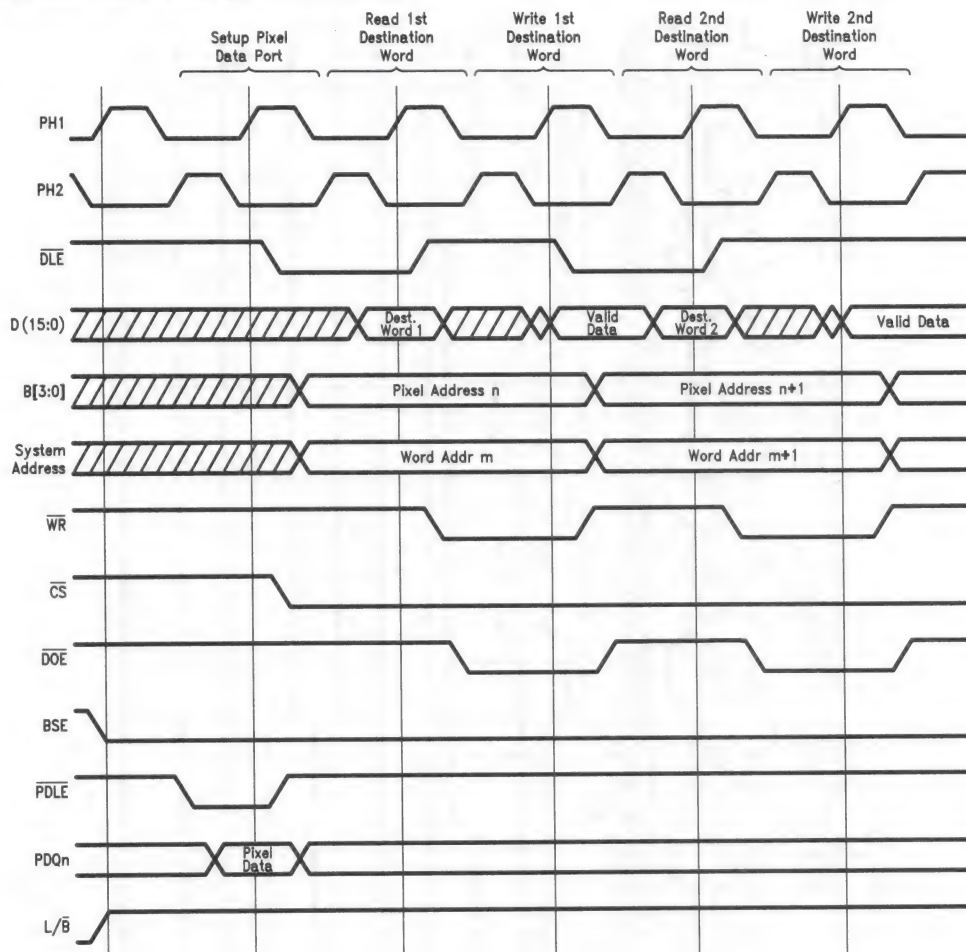 Read 1st
Destination
Word
Write 1st
Destination
Word
Read 2nd
Destination
Word
Write 2nd
Destination
Word
Setup Pixel
Data Port
PH1
PH2
DLE
D(15:0)
Dest.
Word 1
Valid
Data
Dest.
Word 2
Valid Data
B[3:0]
Pixel Address n
Pixel Address n+1
System
Address
Word Addr m
Word Addr m+1
WR
CS
DOE
BSE
PDLE
PDQn
Pixel
Data
L/B̅